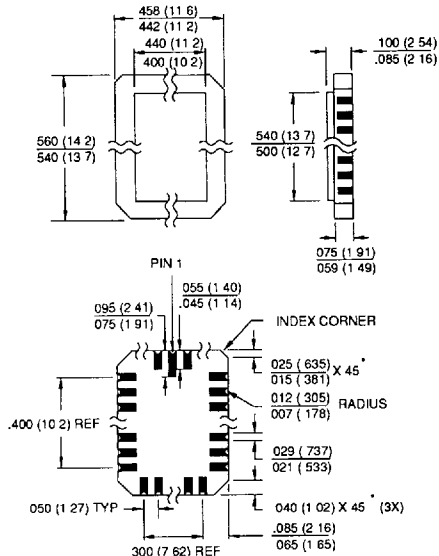 458 (11 6)
442 (11 2)
440 (11 2)
400 (10 2)
100 (2 54)
.085 (2 16)
560 (14 2)
540 (13 7)
540 (13 7)
500 (12 7)
075 (1 91)
059 (1 49)
PIN 1
055 (1 40)
.045 (1 14)
095 (2 41)
075 (1 91)
INDEX CORNER
025 ( 635)
015 ( 381)
X 45°
012 ( 305)
007 ( 178)
RADIUS
.400 (10 2) REF
029 ( 737)
021 ( 533)
050 (1 27) TYP
040 (1 02) X 45° (3X)
.085 (2 16)
065 (1 65)
300 (7 62) REF